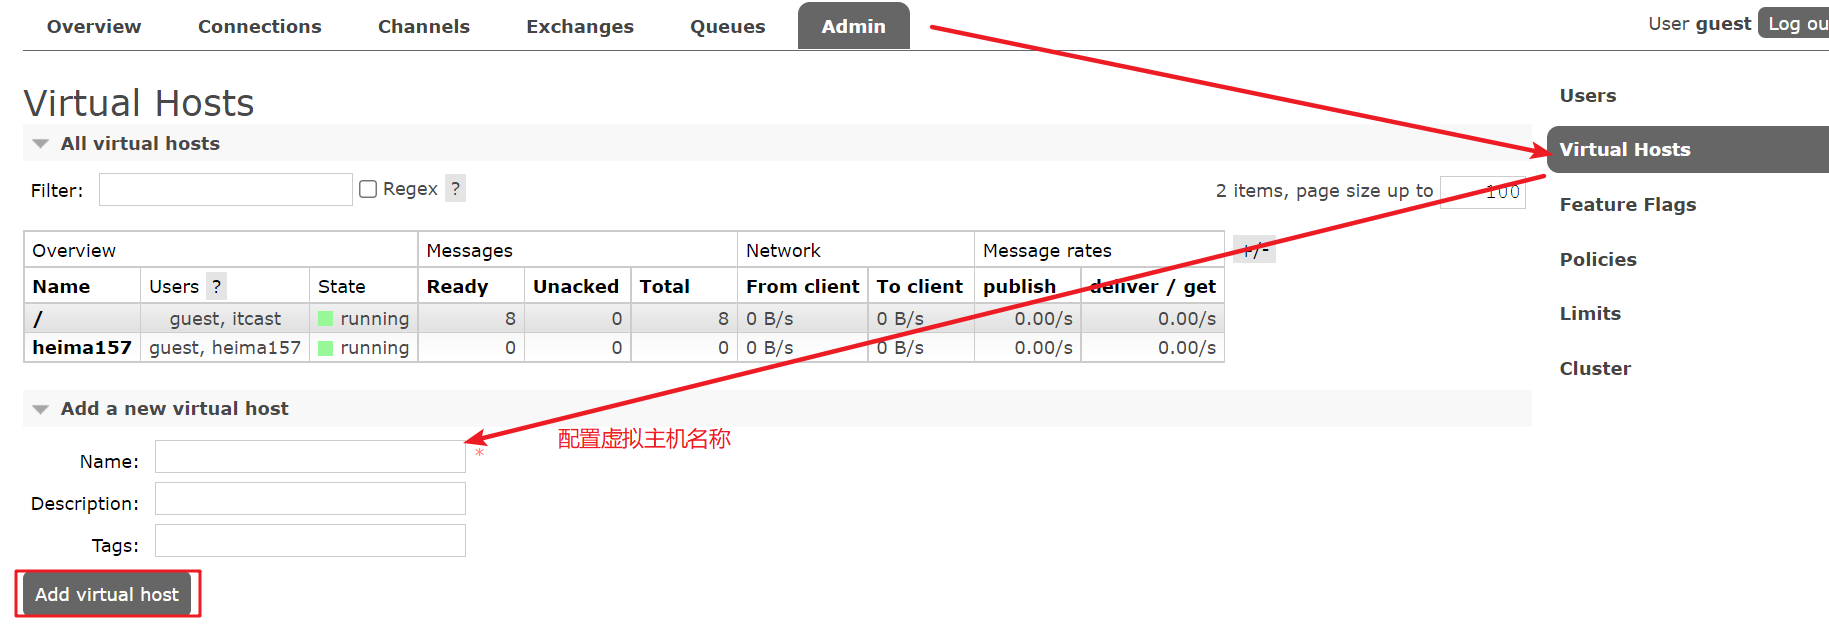 Overview Connections Channels Exchanges Queues Admin User guest Log ou
Users
Virtual Hosts
Feature Flags
Policies
Limits
Cluster
Virtual Hosts
All virtual hosts
Filter: Regex ? 2 items, page size up to 100
Overview Messages Network Message rates +/-
Name Users ? State Ready Unacked Total From client To client publish deliver / get
/ guest, itcast running 8 0 8 0 B/s 0 B/s 0.00/s 0.00/s
heima157 guest, heima157 running 0 0 0 0 B/s 0 B/s 0.00/s 0.00/s
Add a new virtual host
Name: * 配置虚拟主机名称
Description:
Tags:
Add virtual host